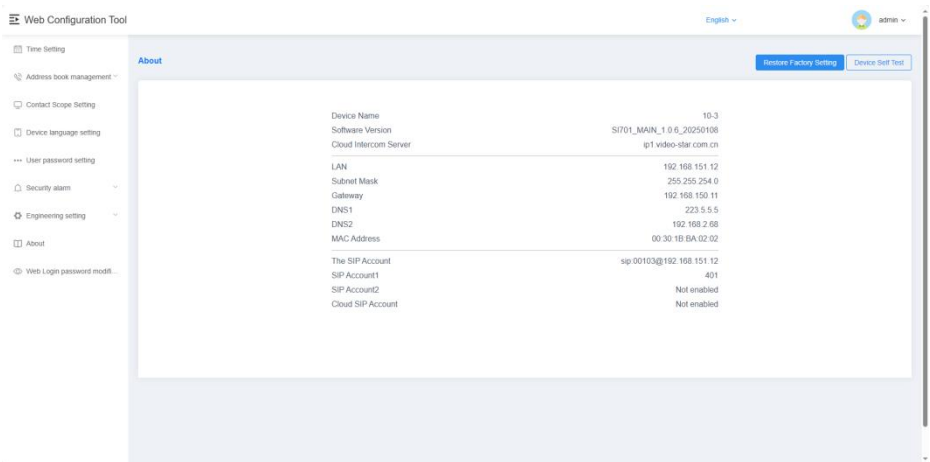 Web Configuration Tool
English
admin
Time Setting
Address book management
Contact Scope Setting
Device language setting
User password setting
Security alarm
Engineering setting
About
Web Login password modifi...
About
Restore Factory Setting
Device Self Test
Device Name 10-3
Software Version SI701_MAIN_1.0.6_20250108
Cloud Intercom Server ip1.video-star.com.cn
LAN 192.168.151.12
Subnet Mask 255.255.254.0
Gateway 192.168.150.11
DNS1 223.5.5.5
DNS2 192.168.2.68
MAC Address 00:30:1B:BA:02:02
The SIP Account sip:00103@192.168.151.12
SIP Account1 401
SIP Account2 Not enabled
Cloud SIP Account Not enabled